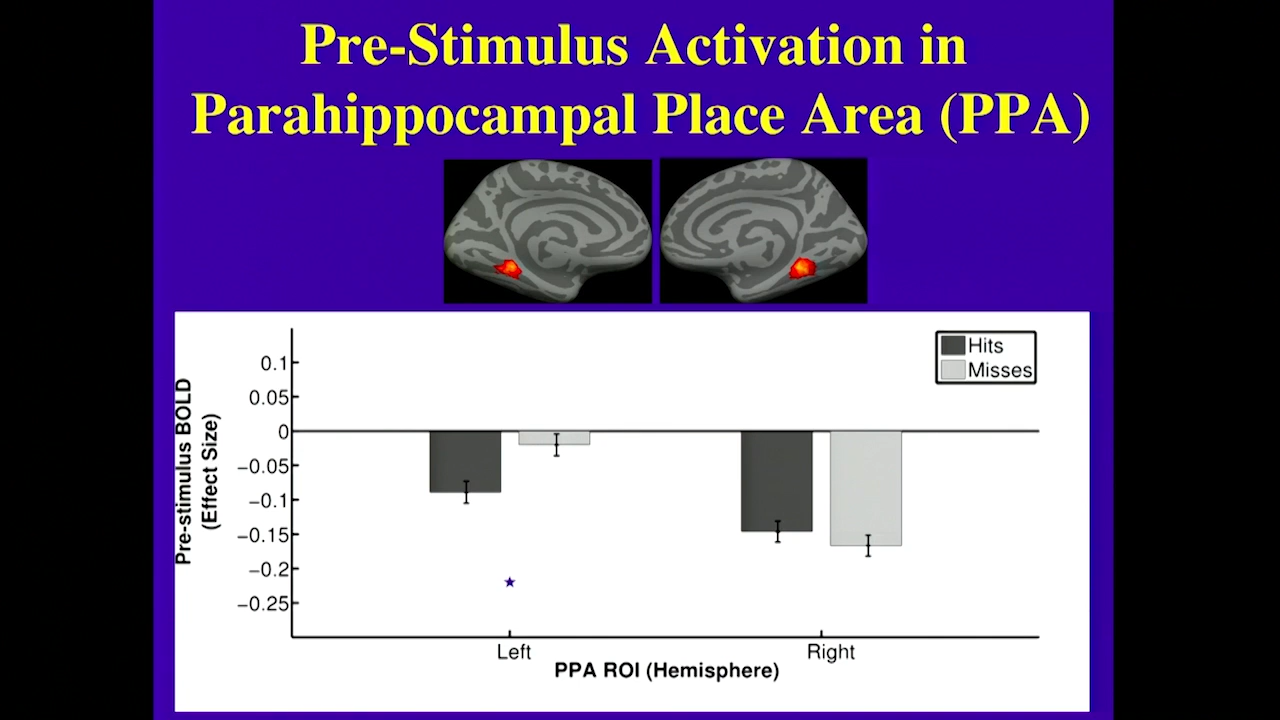 Pre-Stimulus Activation in
Parahippocampal Place Area (PPA)
Hits
Misses
Pre-stimulus BOLD
(Effect Size)
0.1
0.05
0
−0.05
−0.1
−0.15
−0.2
−0.25
Left
Right
PPA ROI (Hemisphere)